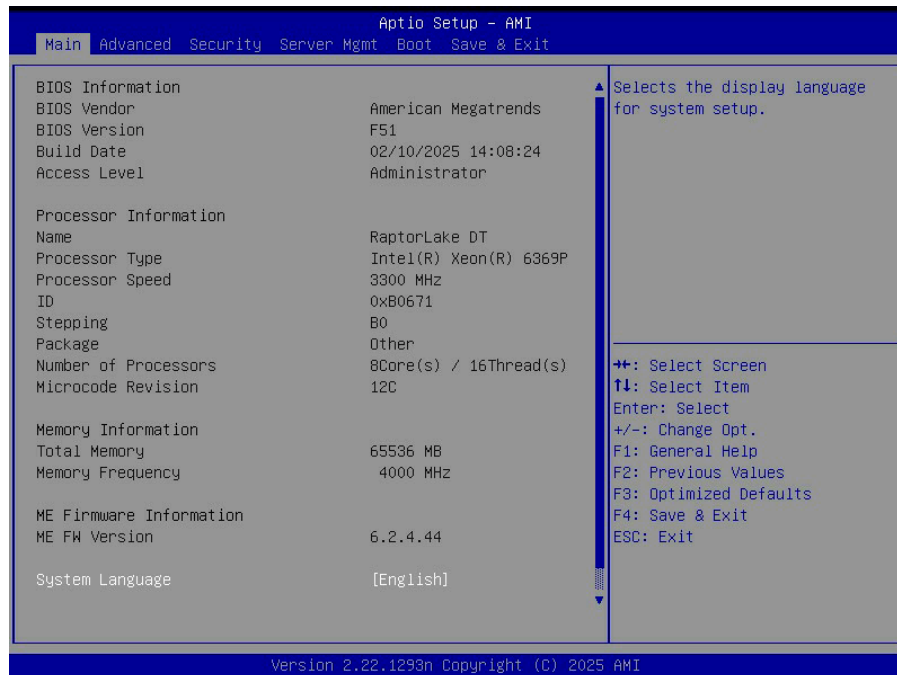 Aptio Setup – AMI
Main Advanced Security Server Mgmt Boot Save & Exit
BIOS Information
BIOS Vendor American Megatrends
BIOS Version F51
Build Date 02/10/2025 14:08:24
Access Level Administrator
Processor Information
Name RaptorLake DT
Processor Type Intel(R) Xeon(R) 6369P
Processor Speed 3300 MHz
ID 0xB0671
Stepping B0
Package Other
Number of Processors 8Core(s) / 16Thread(s)
Microcode Revision 12C
Memory Information
Total Memory 65536 MB
Memory Frequency 4000 MHz
ME Firmware Information
ME FW Version 6.2.4.44
System Language [English]
Selects the display language
for system setup.
→←: Select Screen
↑↓: Select Item
Enter: Select
+/-: Change Opt.
F1: General Help
F2: Previous Values
F3: Optimized Defaults
F4: Save & Exit
ESC: Exit
Version 2.22.1293n Copyright (C) 2025 AMI